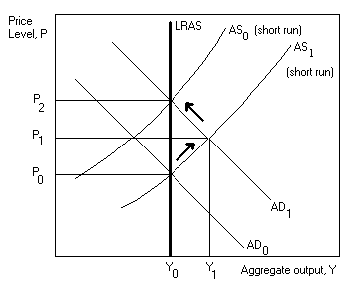 Price
Level, P
LRAS
AS0 (short run)
AS1
(short run)
P2
P1
P0
AD1
AD0
Y0
Y1
Aggregate output, Y